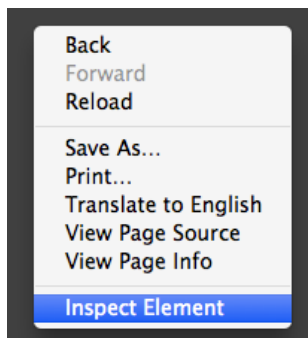 Back
Forward
Reload
Save As...
Print...
Translate to English
View Page Source
View Page Info
Inspect Element